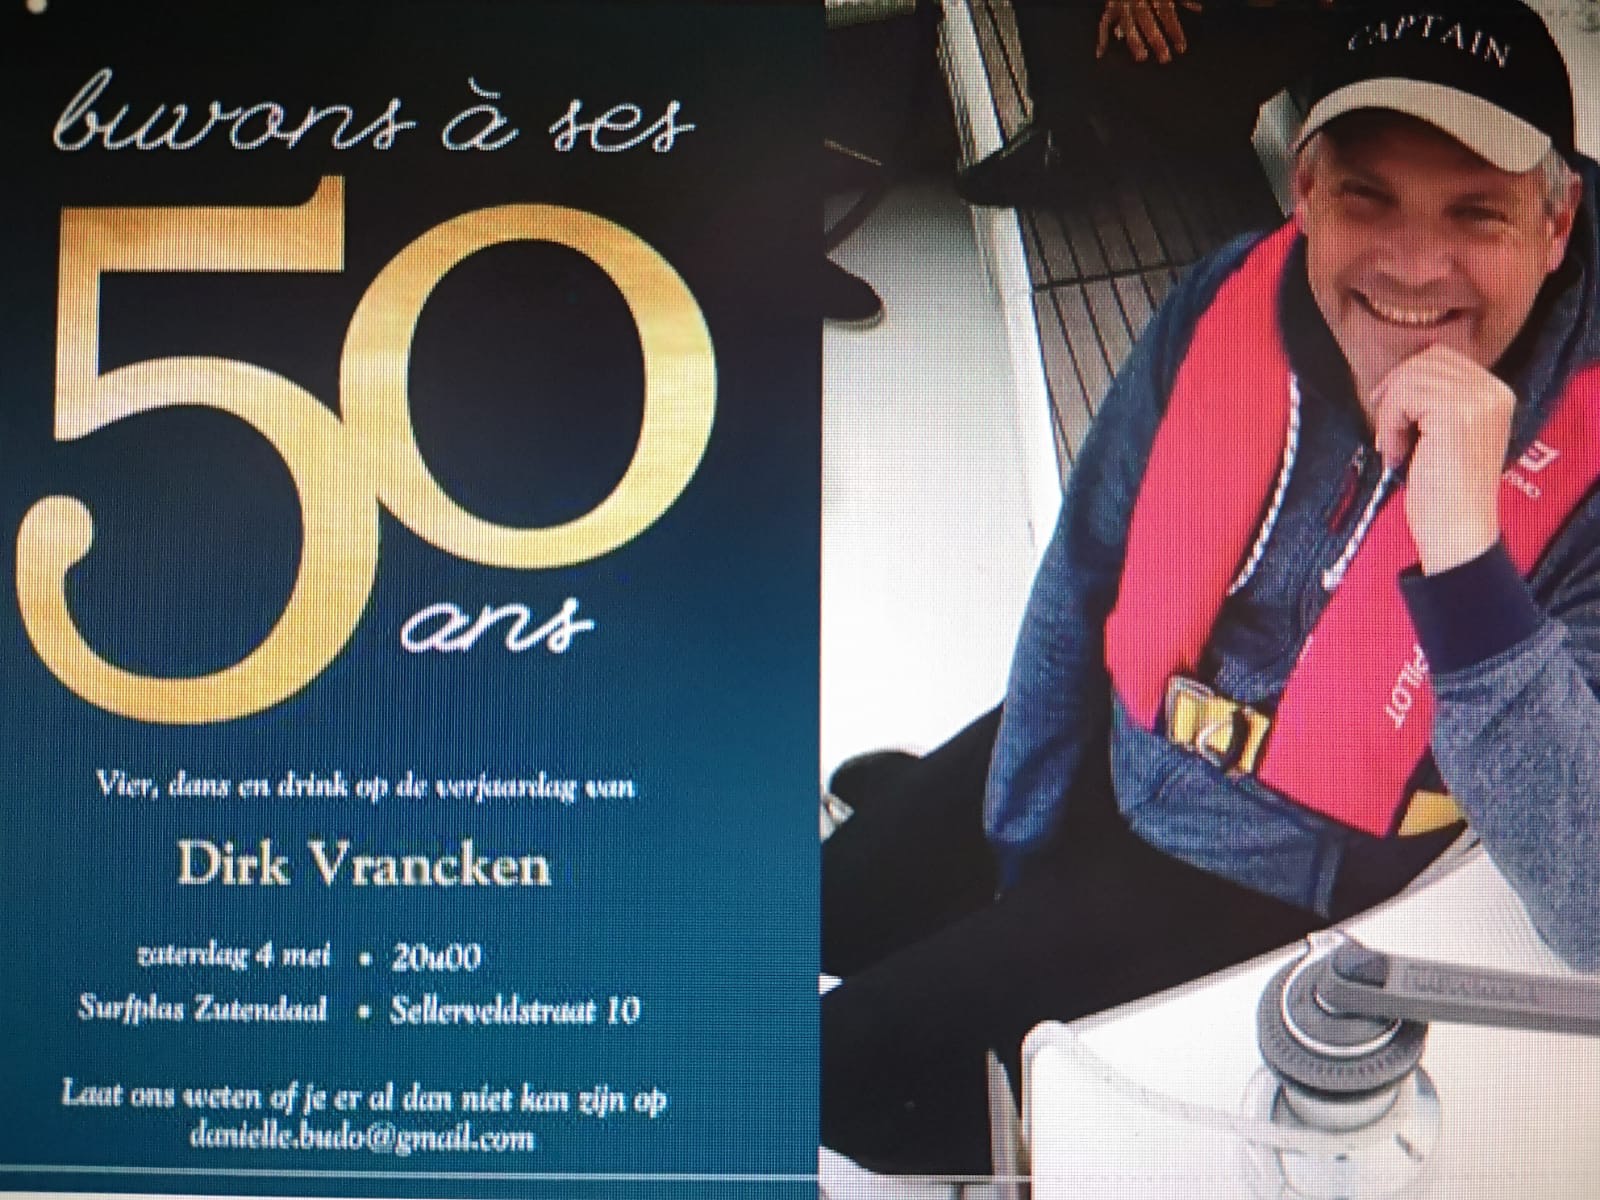 buvons à ses
50
ans
Vier, dans en drink op de verjaardag van
Dirk Vrancken
zaterdag 4 mei • 20u00
Surfplas Zutendaal • Sellerveldstraat 10
Laat ons weten of je er al dan niet kan zijn op
danielle.budo@gmail.com
CAPTAIN
PILOT